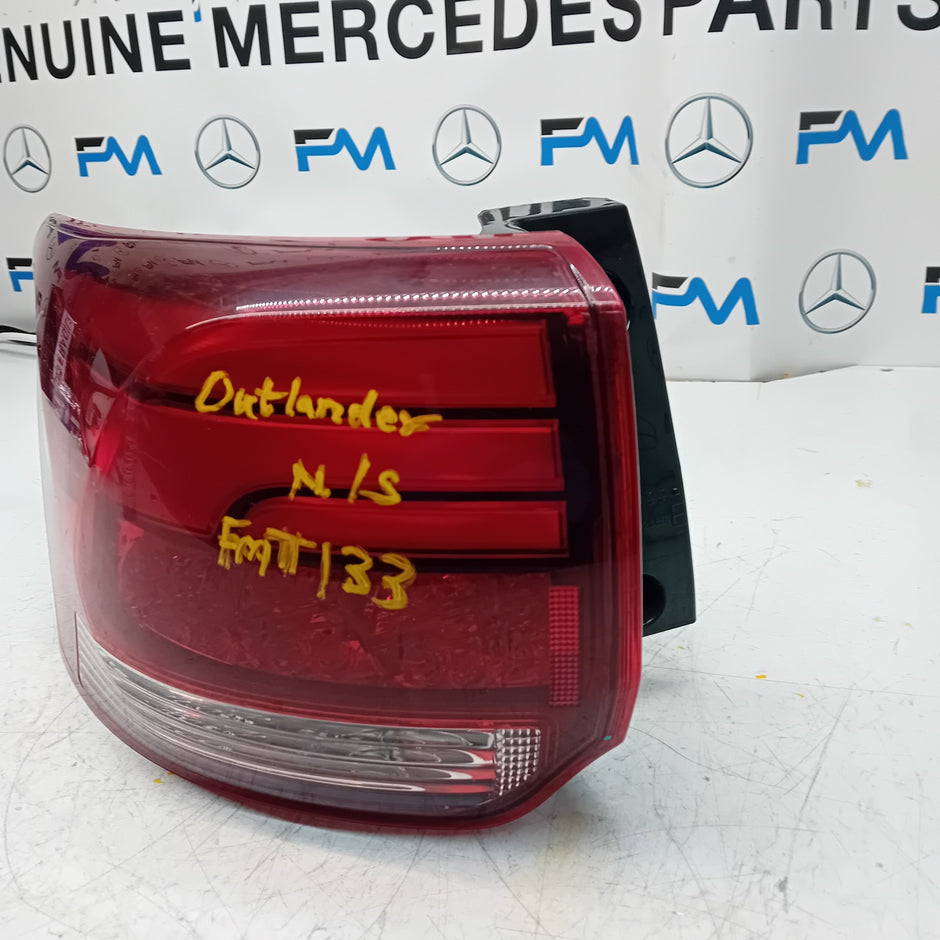 NUINE MERCEDES PARTS
FM FM FM FM
FM FM
Outlander
N/S
FMT133